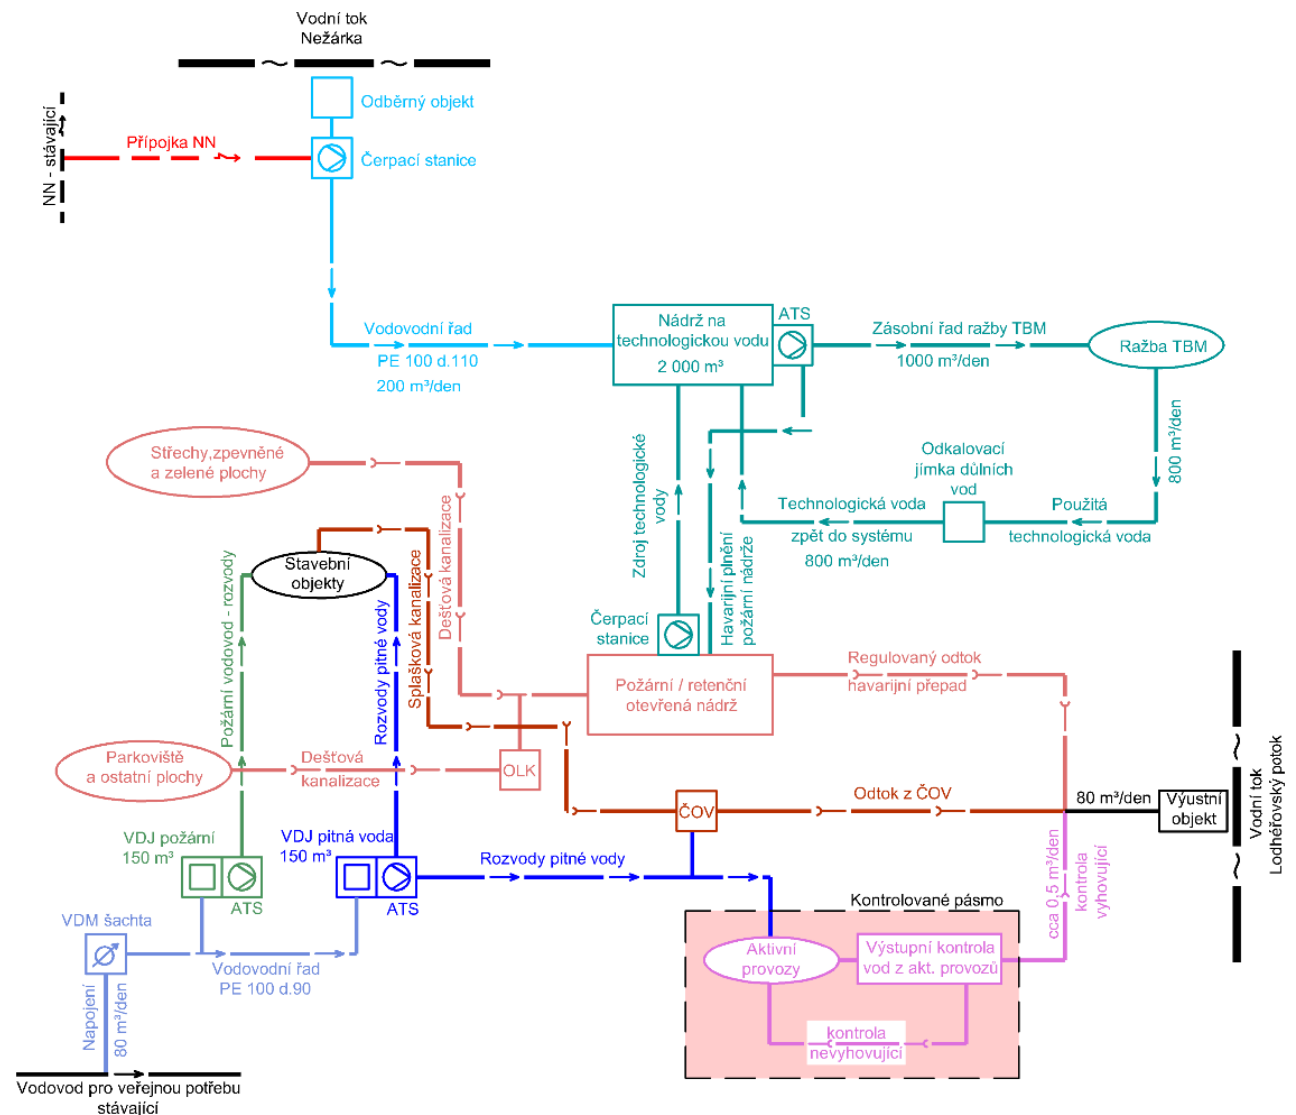 Vodní tok
Nežárka
Odběrný objekt
NN - stávající
Přípojka NN
Čerpací stanice
Vodovodní řad
PE 100 d.110
200 m³/den
Nádrž na
technologickou vodu
2 000 m³
ATS
Zásobní řad ražby TBM
1000 m³/den
Ražba TBM
800 m³/den
Odkalovací
jímka důlních
vod
Použitá
technologická voda
Technologická voda
zpět do systému
800 m³/den
Zdroj technologické
vody
Havarijní plnění
požární nádrže
Čerpací
stanice
Střechy,zpevněné
a zelené plochy
Dešťová kanalizace
Stavební
objekty
Splašková kanalizace
Požární vodovod - rozvody
Rozvody pitné vody
Požární / retenční
otevřená nádrž
Regulovaný odtok
havarijní přepad
Parkoviště
a ostatní plochy
Dešťová
kanalizace
OLK
ČOV
Odtok z ČOV
80 m³/den
Výustní
objekt
Vodní tok
Lodhéřovský potok
VDJ požární
150 m³
ATS
VDJ pitná voda
150 m³
ATS
Rozvody pitné vody
cca 0,5 m³/den
kontrola
vyhovující
Kontrolované pásmo
Aktivní
provozy
Výstupní kontrola
vod z akt. provozů
kontrola
nevyhovující
VDM šachta
Vodovodní řad
PE 100 d.90
Napojení
80 m³/den
Vodovod pro veřejnou potřebu
stávající